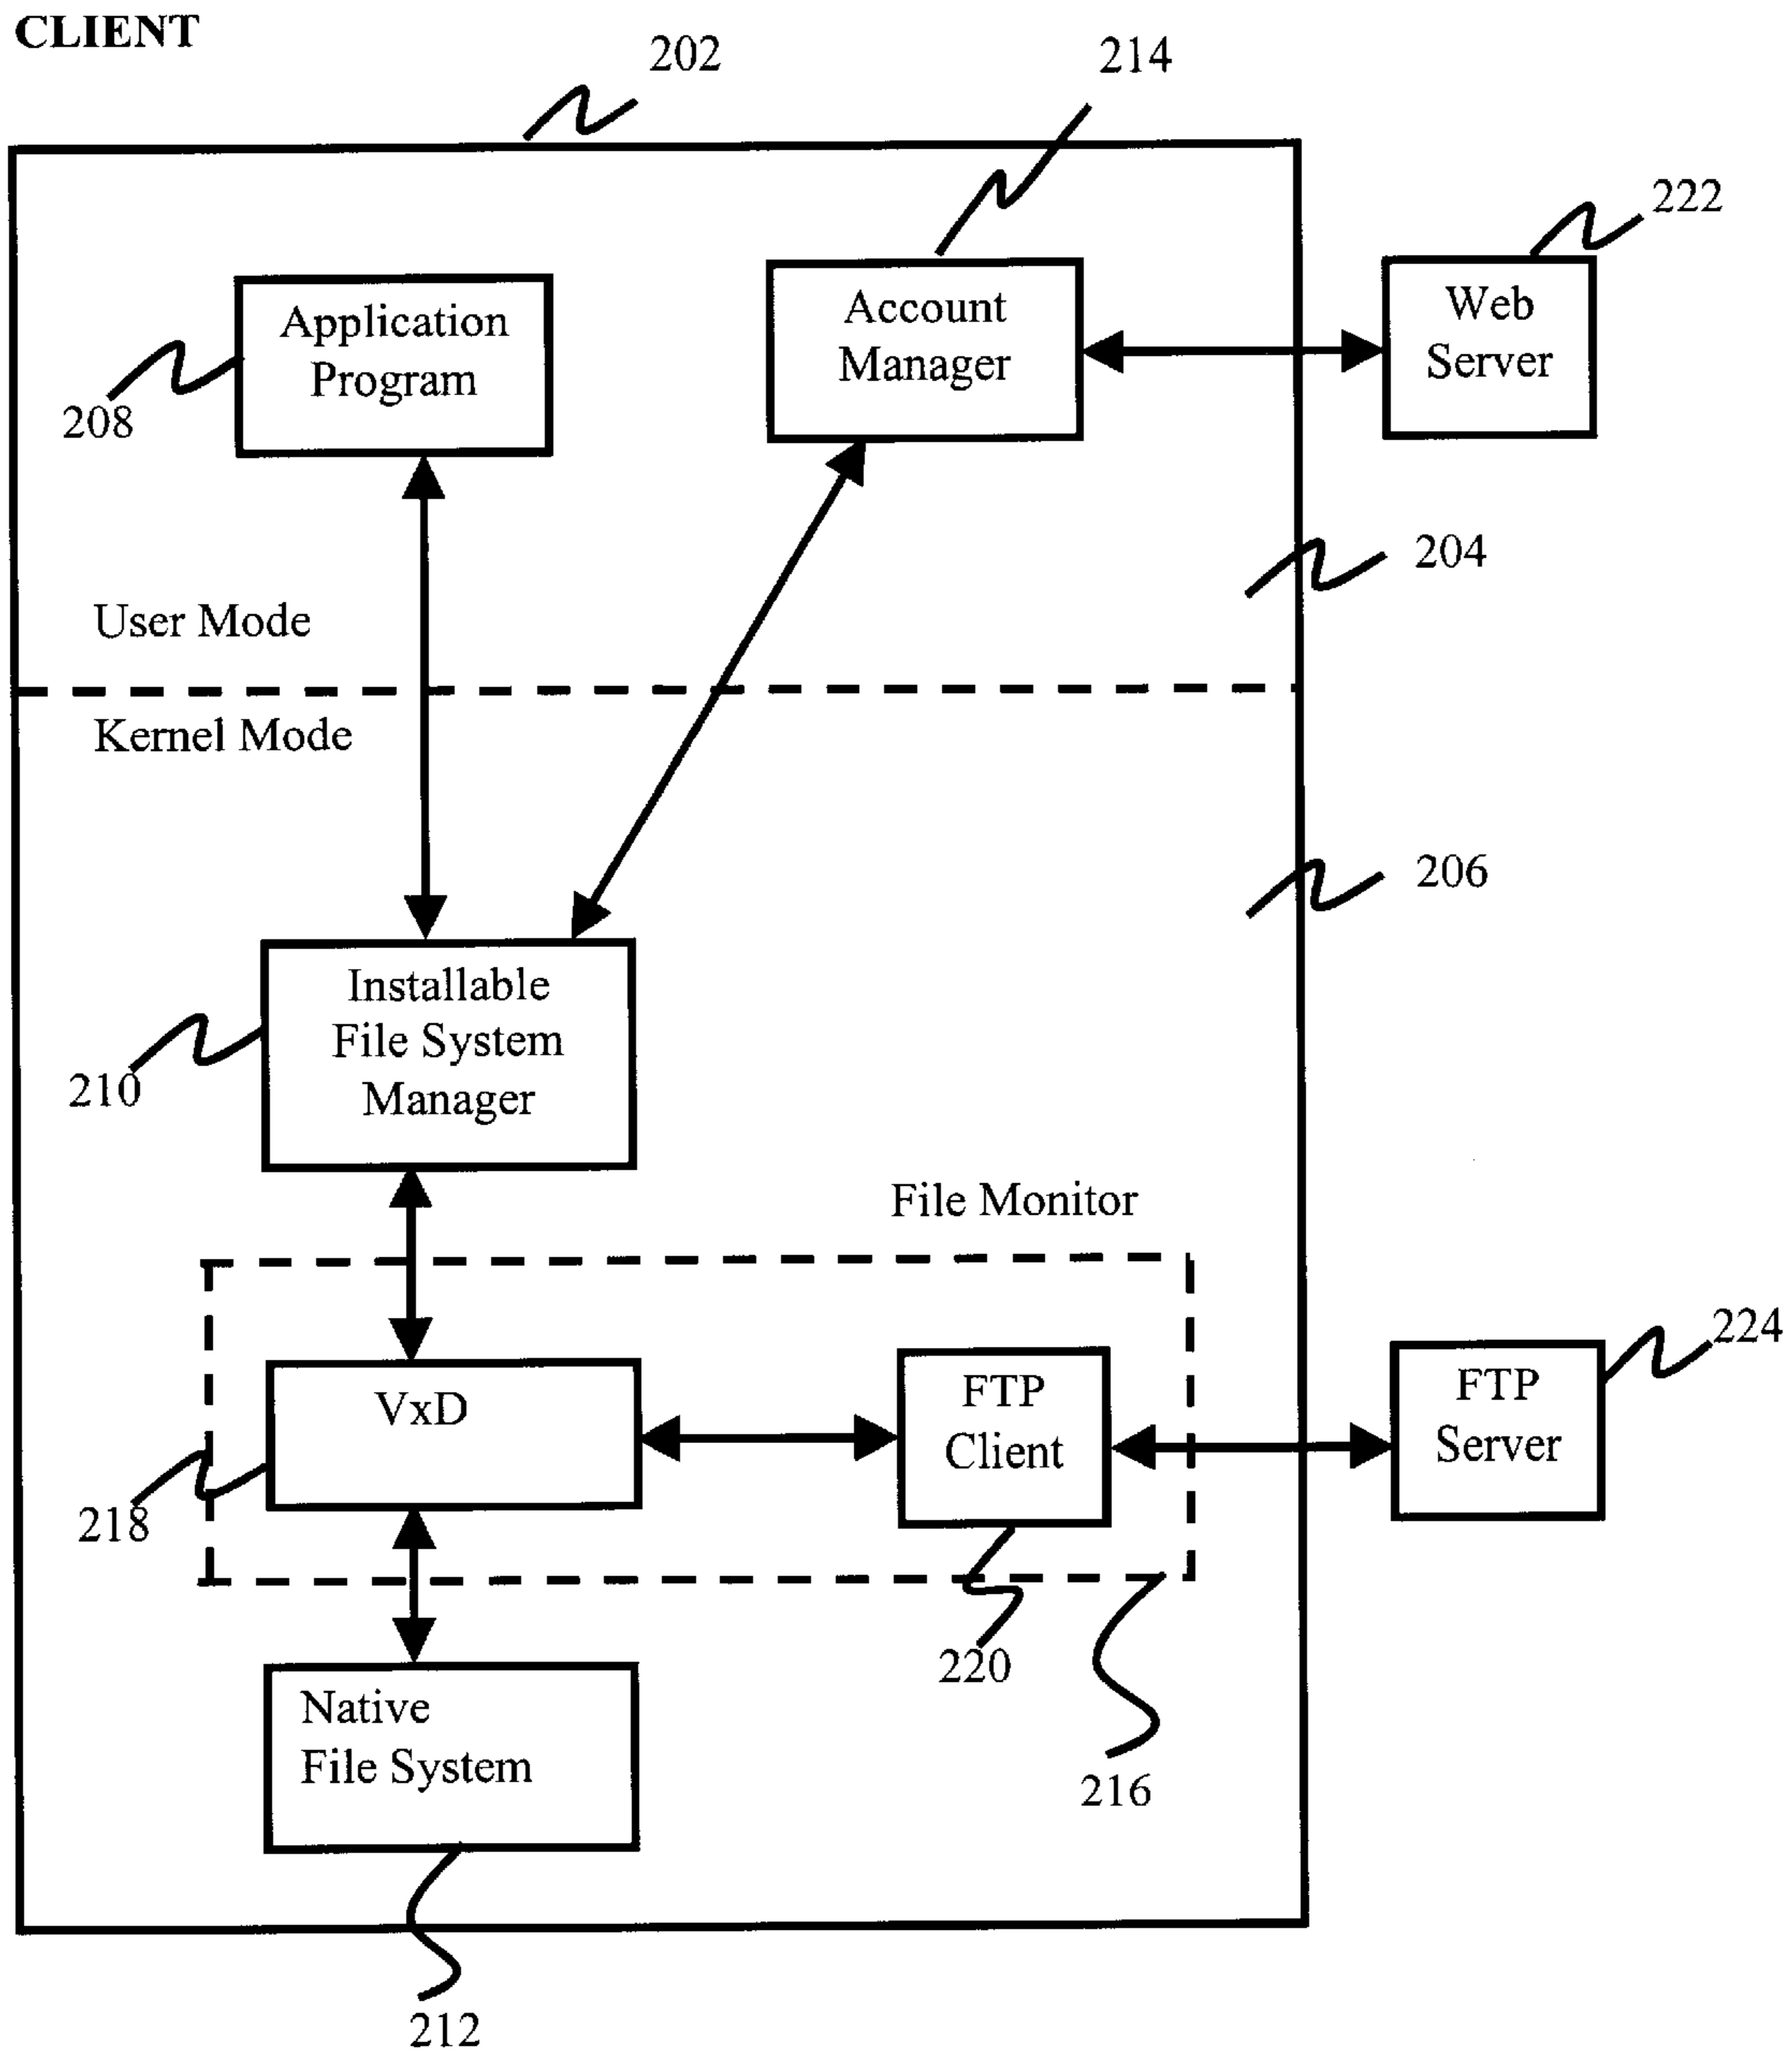 CLIENT
202
214
222
Application
Program
Account
Manager
Web
Server
208
204
User Mode
Kernel Mode
206
Installable
File System
Manager
210
File Monitor
224
VxD
FTP
Client
FTP
Server
218
220
Native
File System
216
212